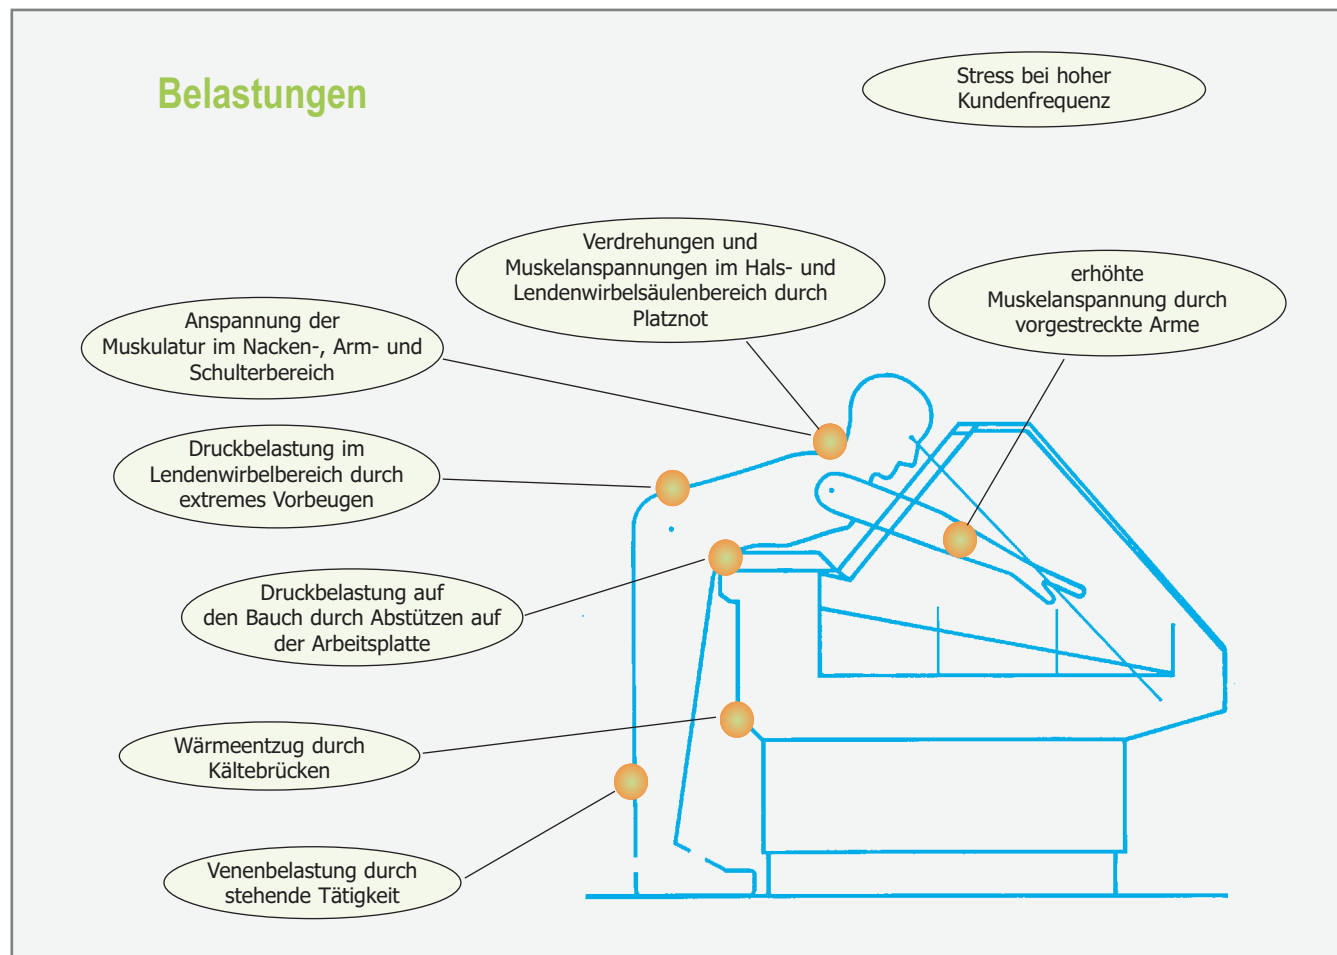 Belastungen
Stress bei hoher
Kundenfrequenz
Verdrehungen und
Muskelanspannungen im Hals- und
Lendenwirbelsäulenbereich durch
Platznot
erhöhte
Muskelanspannung durch
vorgestreckte Arme
Anspannung der
Muskulatur im Nacken-, Arm- und
Schulterbereich
Druckbelastung im
Lendenwirbelbereich durch
extremes Vorbeugen
Druckbelastung auf
den Bauch durch Abstützen auf
der Arbeitsplatte
Wärmeentzug durch
Kältebrücken
Venenbelastung durch
stehende Tätigkeit